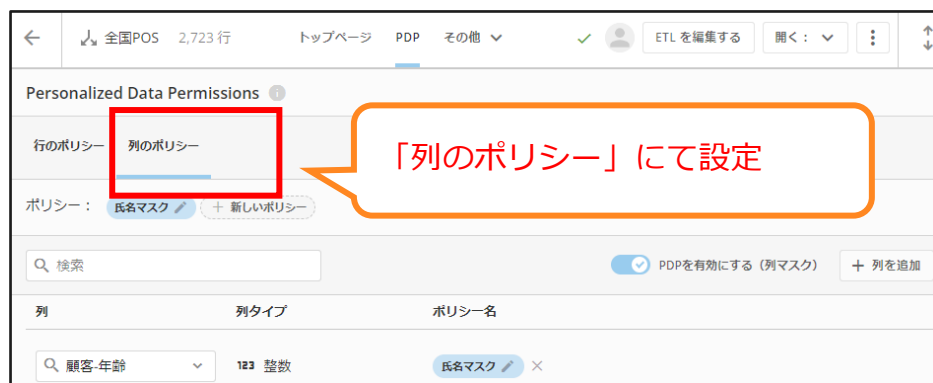 全国POS 2,723 行 トップページ PDP その他 ETL を編集する 開く：
Personalized Data Permissions
行のポリシー 列のポリシー
「列のポリシー」にて設定
ポリシー： 氏名マスク + 新しいポリシー
検索 PDPを有効にする（列マスク） + 列を追加
列 列タイプ ポリシー名
顧客-年齢 123 整数 氏名マスク